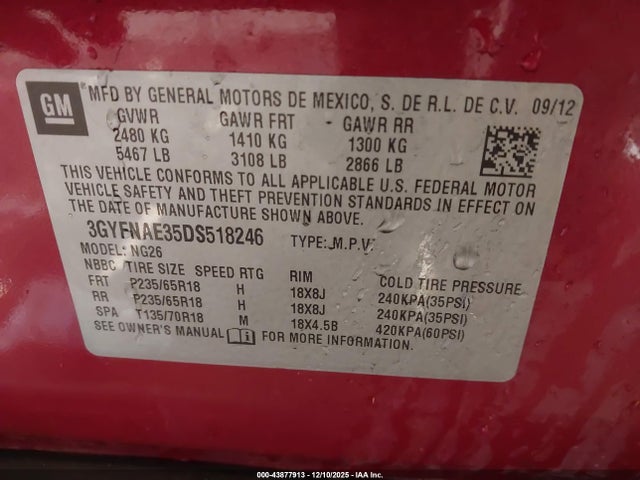 GM
MFD BY GENERAL MOTORS DE MEXICO, S. DE R.L. DE C.V. 09/12
GVWR GAWR FRT GAWR RR
2480 KG 1410 KG 1300 KG
5467 LB 3108 LB 2866 LB
THIS VEHICLE CONFORMS TO ALL APPLICABLE U.S. FEDERAL MOTOR
VEHICLE SAFETY AND THEFT PREVENTION STANDARDS IN EFFECT ON
THE DATE OF MANUFACTURE SHOWN ABOVE.
3GYFNAE35DS518246 TYPE: M.P.V.
MODEL: NG26
NBBC TIRE SIZE SPEED RTG RIM COLD TIRE PRESSURE
FRT P235/65R18 H 18X8J 240KPA(35PSI)
RR P235/65R18 H 18X8J 240KPA(35PSI)
SPA T135/70R18 M 18X4.5B 420KPA(60PSI)
SEE OWNER'S MANUAL FOR MORE INFORMATION.
000-43877913 - 12/10/2025 - IAA Inc.